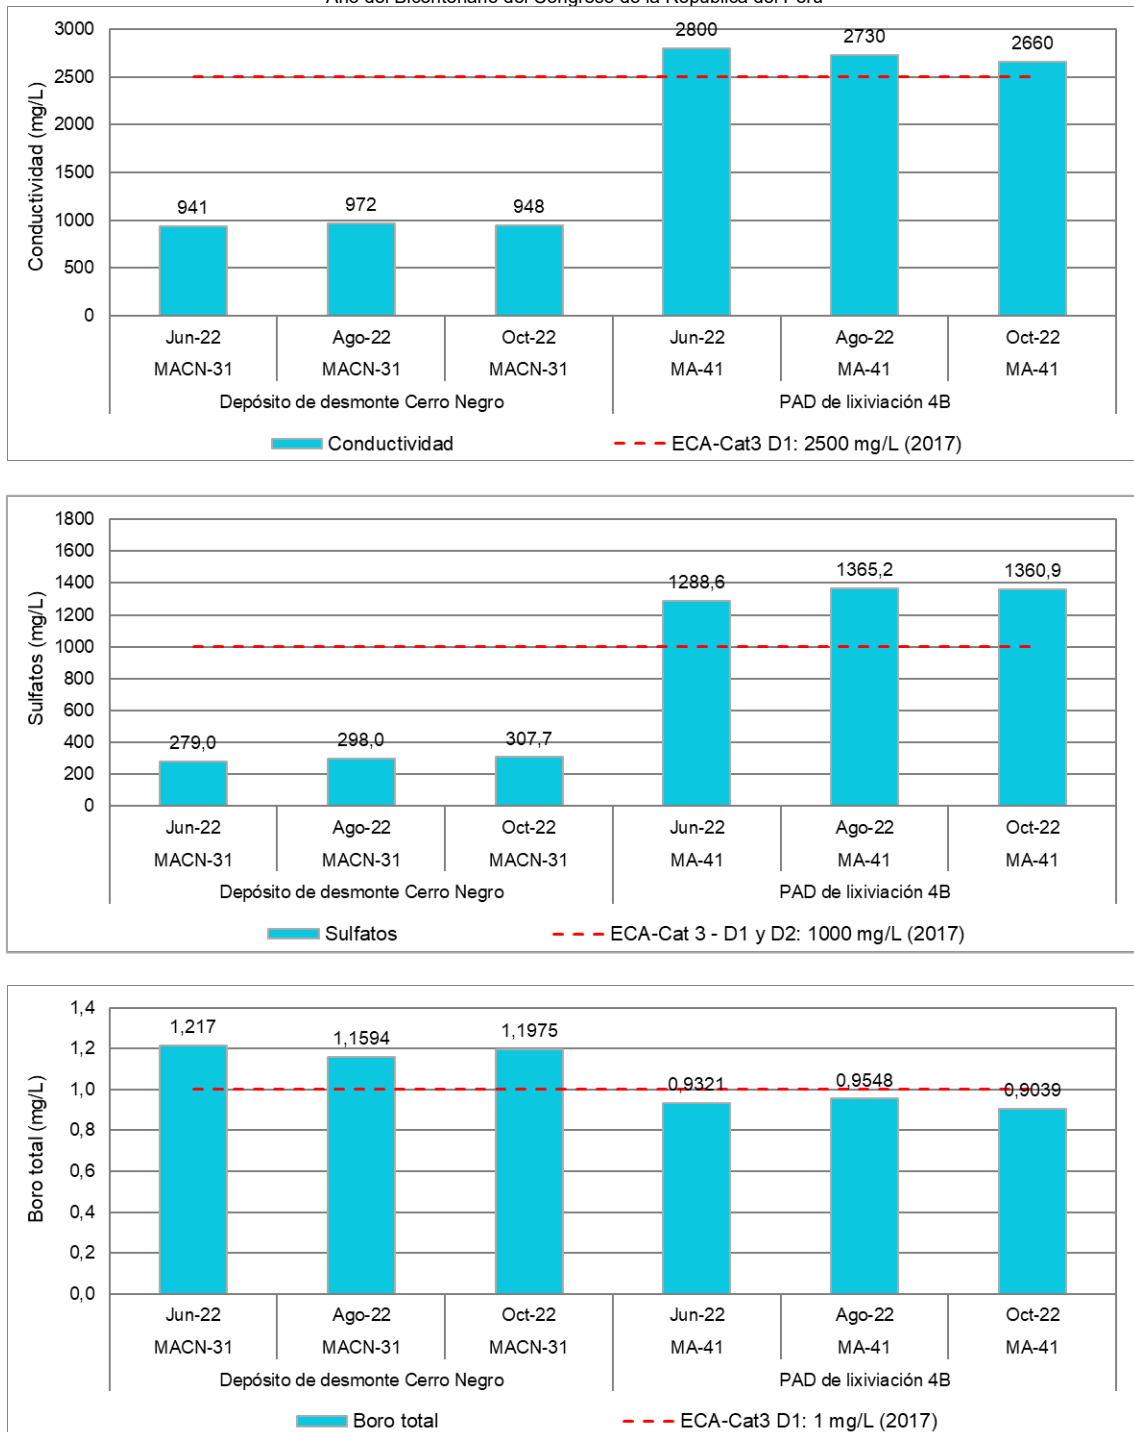 Año del Bicentenario del Congreso de la República del Perú
3000
2500
2000
1500
1000
500
0
Conductividad (mg/L)
941
972
948
2800
2730
2660
Jun-22 Ago-22 Oct-22 Jun-22 Ago-22 Oct-22
MACN-31 MACN-31 MACN-31 MA-41 MA-41 MA-41
Depósito de desmonte Cerro Negro PAD de lixiviación 4B
Conductividad ECA-Cat3 D1: 2500 mg/L (2017)
1800
1600
1400
1200
1000
800
600
400
200
0
Sulfatos (mg/L)
279,0
298,0
307,7
1288,6
1365,2
1360,9
Jun-22 Ago-22 Oct-22 Jun-22 Ago-22 Oct-22
MACN-31 MACN-31 MACN-31 MA-41 MA-41 MA-41
Depósito de desmonte Cerro Negro PAD de lixiviación 4B
Sulfatos ECA-Cat 3 - D1 y D2: 1000 mg/L (2017)
1,4
1,2
1,0
0,8
0,6
0,4
0,2
0,0
Boro total (mg/L)
1,217
1,1594
1,1975
0,9321
0,9548
0,9039
Jun-22 Ago-22 Oct-22 Jun-22 Ago-22 Oct-22
MACN-31 MACN-31 MACN-31 MA-41 MA-41 MA-41
Depósito de desmonte Cerro Negro PAD de lixiviación 4B
Boro total ECA-Cat3 D1: 1 mg/L (2017)